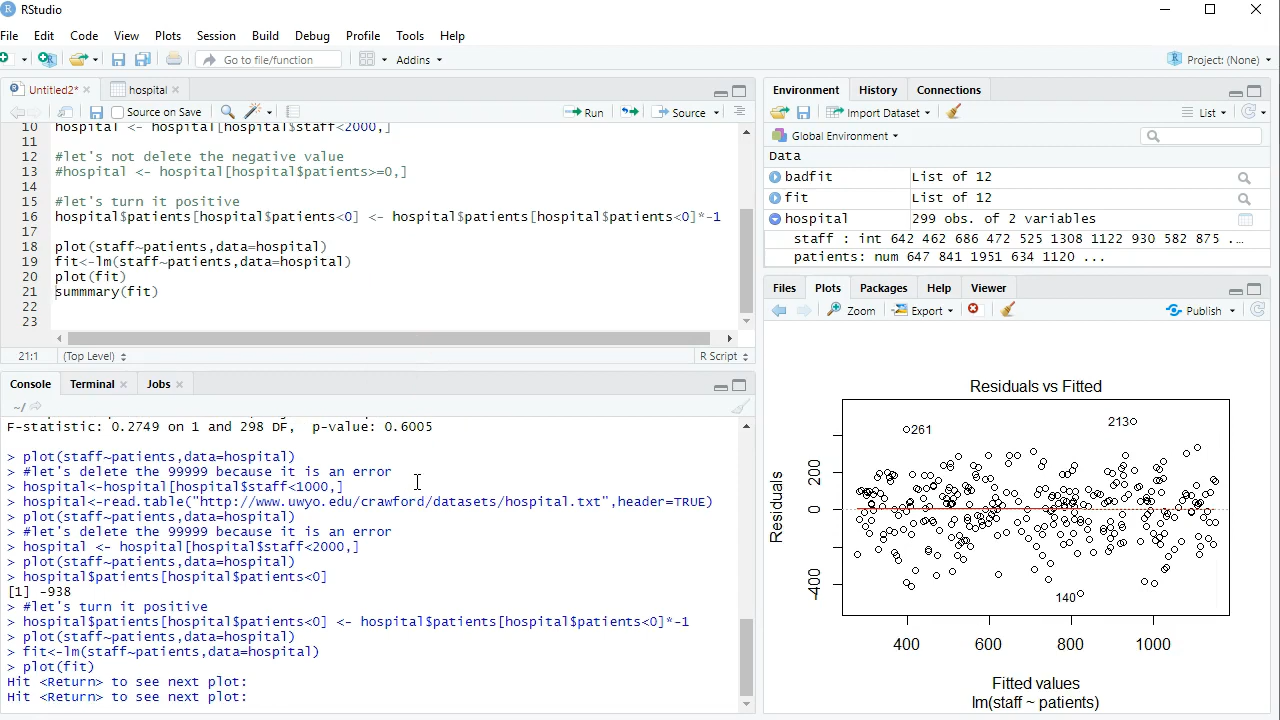 RStudio
File Edit Code View Plots Session Build Debug Profile Tools Help
Go to file/function Addins Project: (None)
Untitled2* hospital
Source on Save Run Source
10 hospital <- hospital[hospital$staff<2000,]
11
12 #let's not delete the negative value
13 #hospital <- hospital[hospital$patients>=0,]
14
15 #let's turn it positive
16 hospital$patients[hospital$patients<0] <- hospital$patients[hospital$patients<0]*-1
17
18 plot(staff~patients,data=hospital)
19 fit<-lm(staff~patients,data=hospital)
20 plot(fit)
21 summmary(fit)
22
23
21:1 (Top Level) R Script
Console Terminal Jobs
~/
F-statistic: 0.2749 on 1 and 298 DF, p-value: 0.6005
> plot(staff~patients,data=hospital)
> #let's delete the 99999 because it is an error
> hospital<-hospital[hospital$staff<1000,]
> hospital<-read.table("http://www.uwyo.edu/crawford/datasets/hospital.txt",header=TRUE)
> plot(staff~patients,data=hospital)
> #let's delete the 99999 because it is an error
> hospital <- hospital[hospital$staff<2000,]
> plot(staff~patients,data=hospital)
> hospital$patients[hospital$patients<0]
[1] -938
> #let's turn it positive
> hospital$patients[hospital$patients<0] <- hospital$patients[hospital$patients<0]*-1
> plot(staff~patients,data=hospital)
> fit<-lm(staff~patients,data=hospital)
> plot(fit)
Hit <Return> to see next plot:
Hit <Return> to see next plot:
Environment History Connections
Import Dataset List
Global Environment
Data
badfit List of 12
fit List of 12
hospital 299 obs. of 2 variables
staff : int 642 462 686 472 525 1308 1122 930 582 875 ...
patients: num 647 841 1951 634 1120 ...
Files Plots Packages Help Viewer
Zoom Export Publish
Residuals vs Fitted
261
213
140
Residuals
200
0
-400
400 600 800 1000
Fitted values
lm(staff ~ patients)